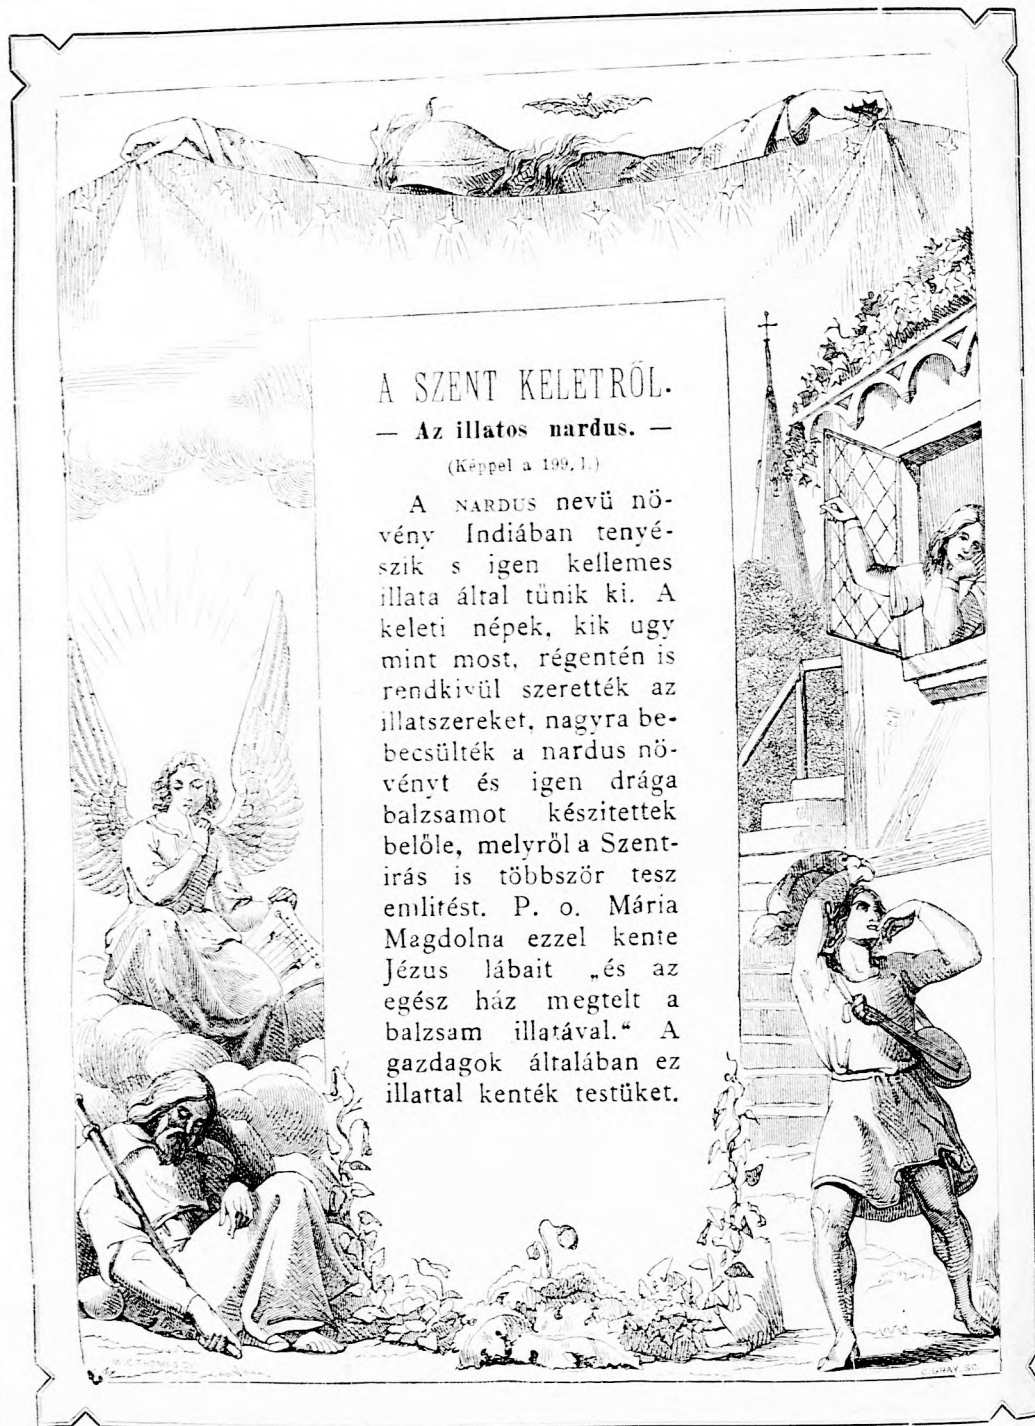 A SZENT KELETRŐL.
— Az illatos nardus. —
(Képpel a 199. l.)
A NARDUS nevü nö-
vény Indiában tenyé-
szik s igen kellemes
illata által tünik ki. A
keleti népek, kik ugy
mint most, régentén is
rendkivül szerették az
illatszereket, nagyra be-
becsülték a nardus nö-
vényt és igen drága
balzsamot készitettek
belőle, melyről a Szent-
irás is többször tesz
emlitést. P. o. Mária
Magdolna ezzel kente
Jézus lábait „és az
egész ház megtelt a
balzsam illatával.“ A
gazdagok általában ez
illattal kenték testüket.
C. GRAY SC.